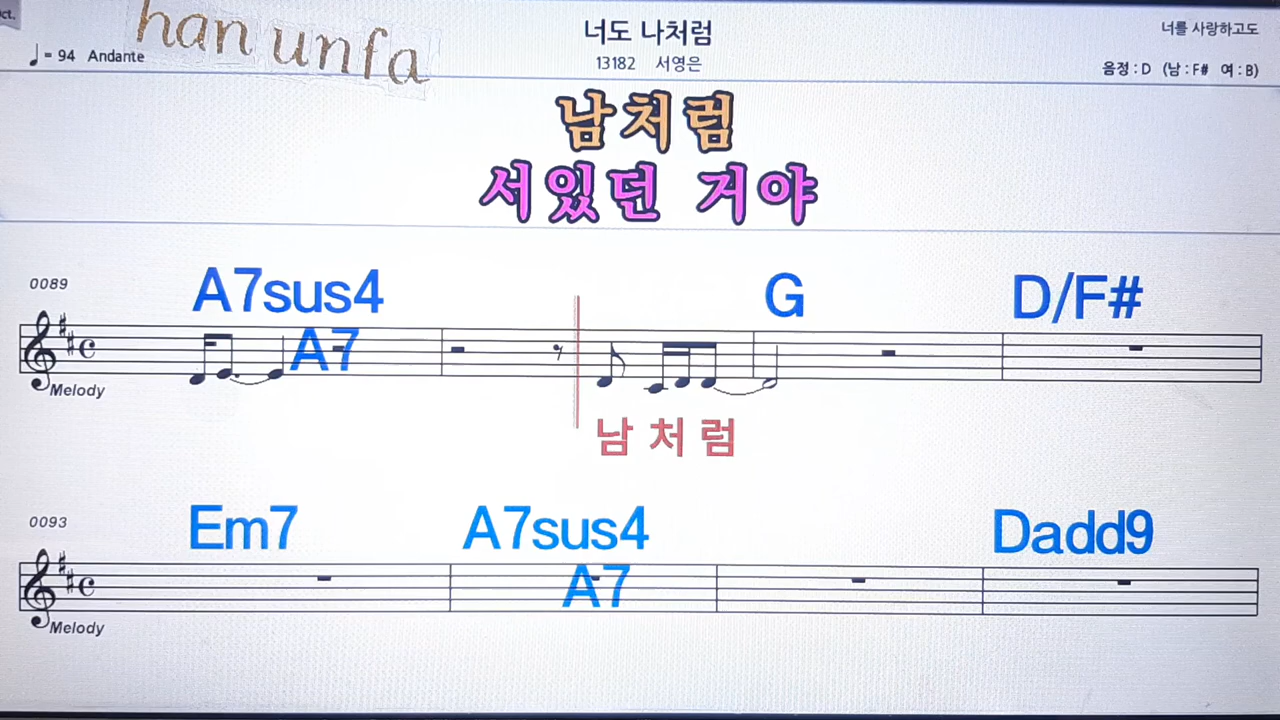 ct.
han unfa
너도 나처럼
너를 사랑하고도
♩= 94 Andante
13182 서영은
음정 : D (남 : F# 여 : B)
남처럼
서있던 거야
0089
A7sus4
G
D/F#
A7
Melody
남 처 럼
0093
Em7
A7sus4
Dadd9
A7
Melody